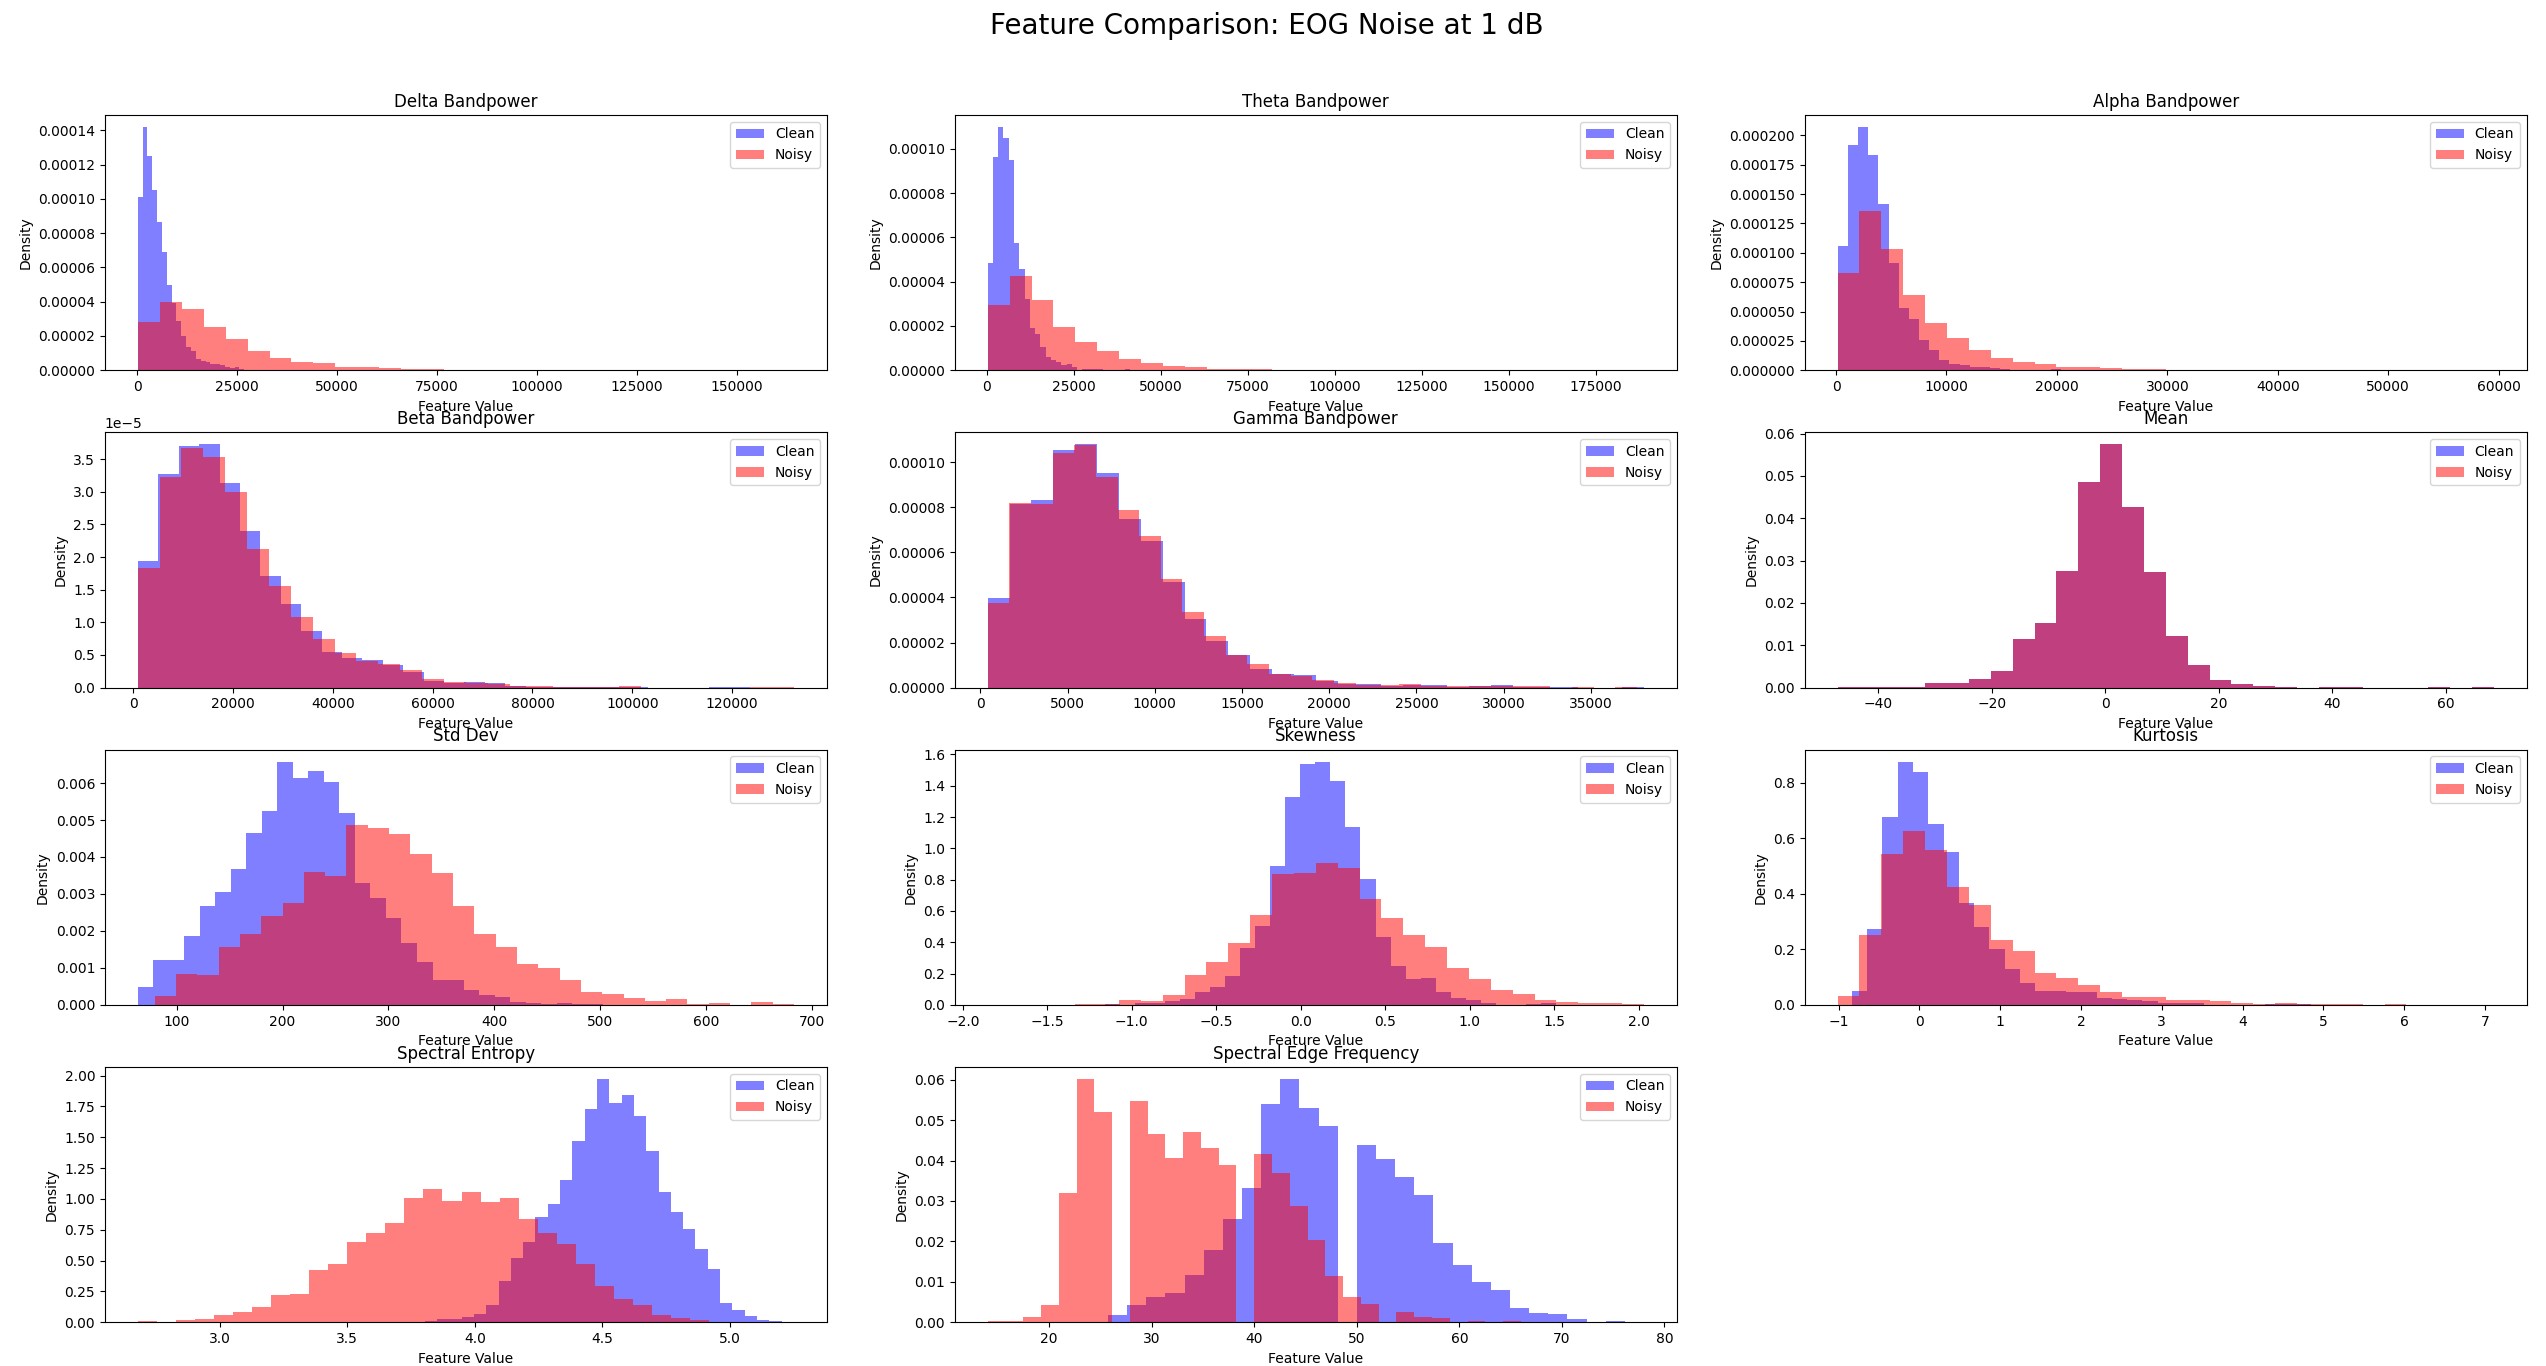 Feature Comparison: EOG Noise at 1 dB
Delta Bandpower
Density
0.00014
0.00012
0.00010
0.00008
0.00006
0.00004
0.00002
0.00000
Clean
Noisy
0 25000 50000 75000 100000 125000 150000
Feature Value
Theta Bandpower
Density
0.00010
0.00008
0.00006
0.00004
0.00002
0.00000
Clean
Noisy
0 25000 50000 75000 100000 125000 150000 175000
Feature Value
Alpha Bandpower
Density
0.000200
0.000175
0.000150
0.000125
0.000100
0.000075
0.000050
0.000025
0.000000
Clean
Noisy
0 10000 20000 30000 40000 50000 60000
Feature Value
Beta Bandpower
1e−5
Density
3.5
3.0
2.5
2.0
1.5
1.0
0.5
0.0
Clean
Noisy
0 20000 40000 60000 80000 100000 120000
Feature Value
Gamma Bandpower
Density
0.00010
0.00008
0.00006
0.00004
0.00002
0.00000
Clean
Noisy
0 5000 10000 15000 20000 25000 30000 35000
Feature Value
Mean
Density
0.06
0.05
0.04
0.03
0.02
0.01
0.00
Clean
Noisy
−40 −20 0 20 40 60
Feature Value
Std Dev
Density
0.006
0.005
0.004
0.003
0.002
0.001
0.000
Clean
Noisy
100 200 300 400 500 600 700
Feature Value
Skewness
Density
1.6
1.4
1.2
1.0
0.8
0.6
0.4
0.2
0.0
Clean
Noisy
−2.0 −1.5 −1.0 −0.5 0.0 0.5 1.0 1.5 2.0
Feature Value
Kurtosis
Density
0.8
0.6
0.4
0.2
0.0
Clean
Noisy
−1 0 1 2 3 4 5 6 7
Feature Value
Spectral Entropy
Density
2.00
1.75
1.50
1.25
1.00
0.75
0.50
0.25
0.00
Clean
Noisy
3.0 3.5 4.0 4.5 5.0
Feature Value
Spectral Edge Frequency
Density
0.06
0.05
0.04
0.03
0.02
0.01
0.00
Clean
Noisy
20 30 40 50 60 70 80
Feature Value